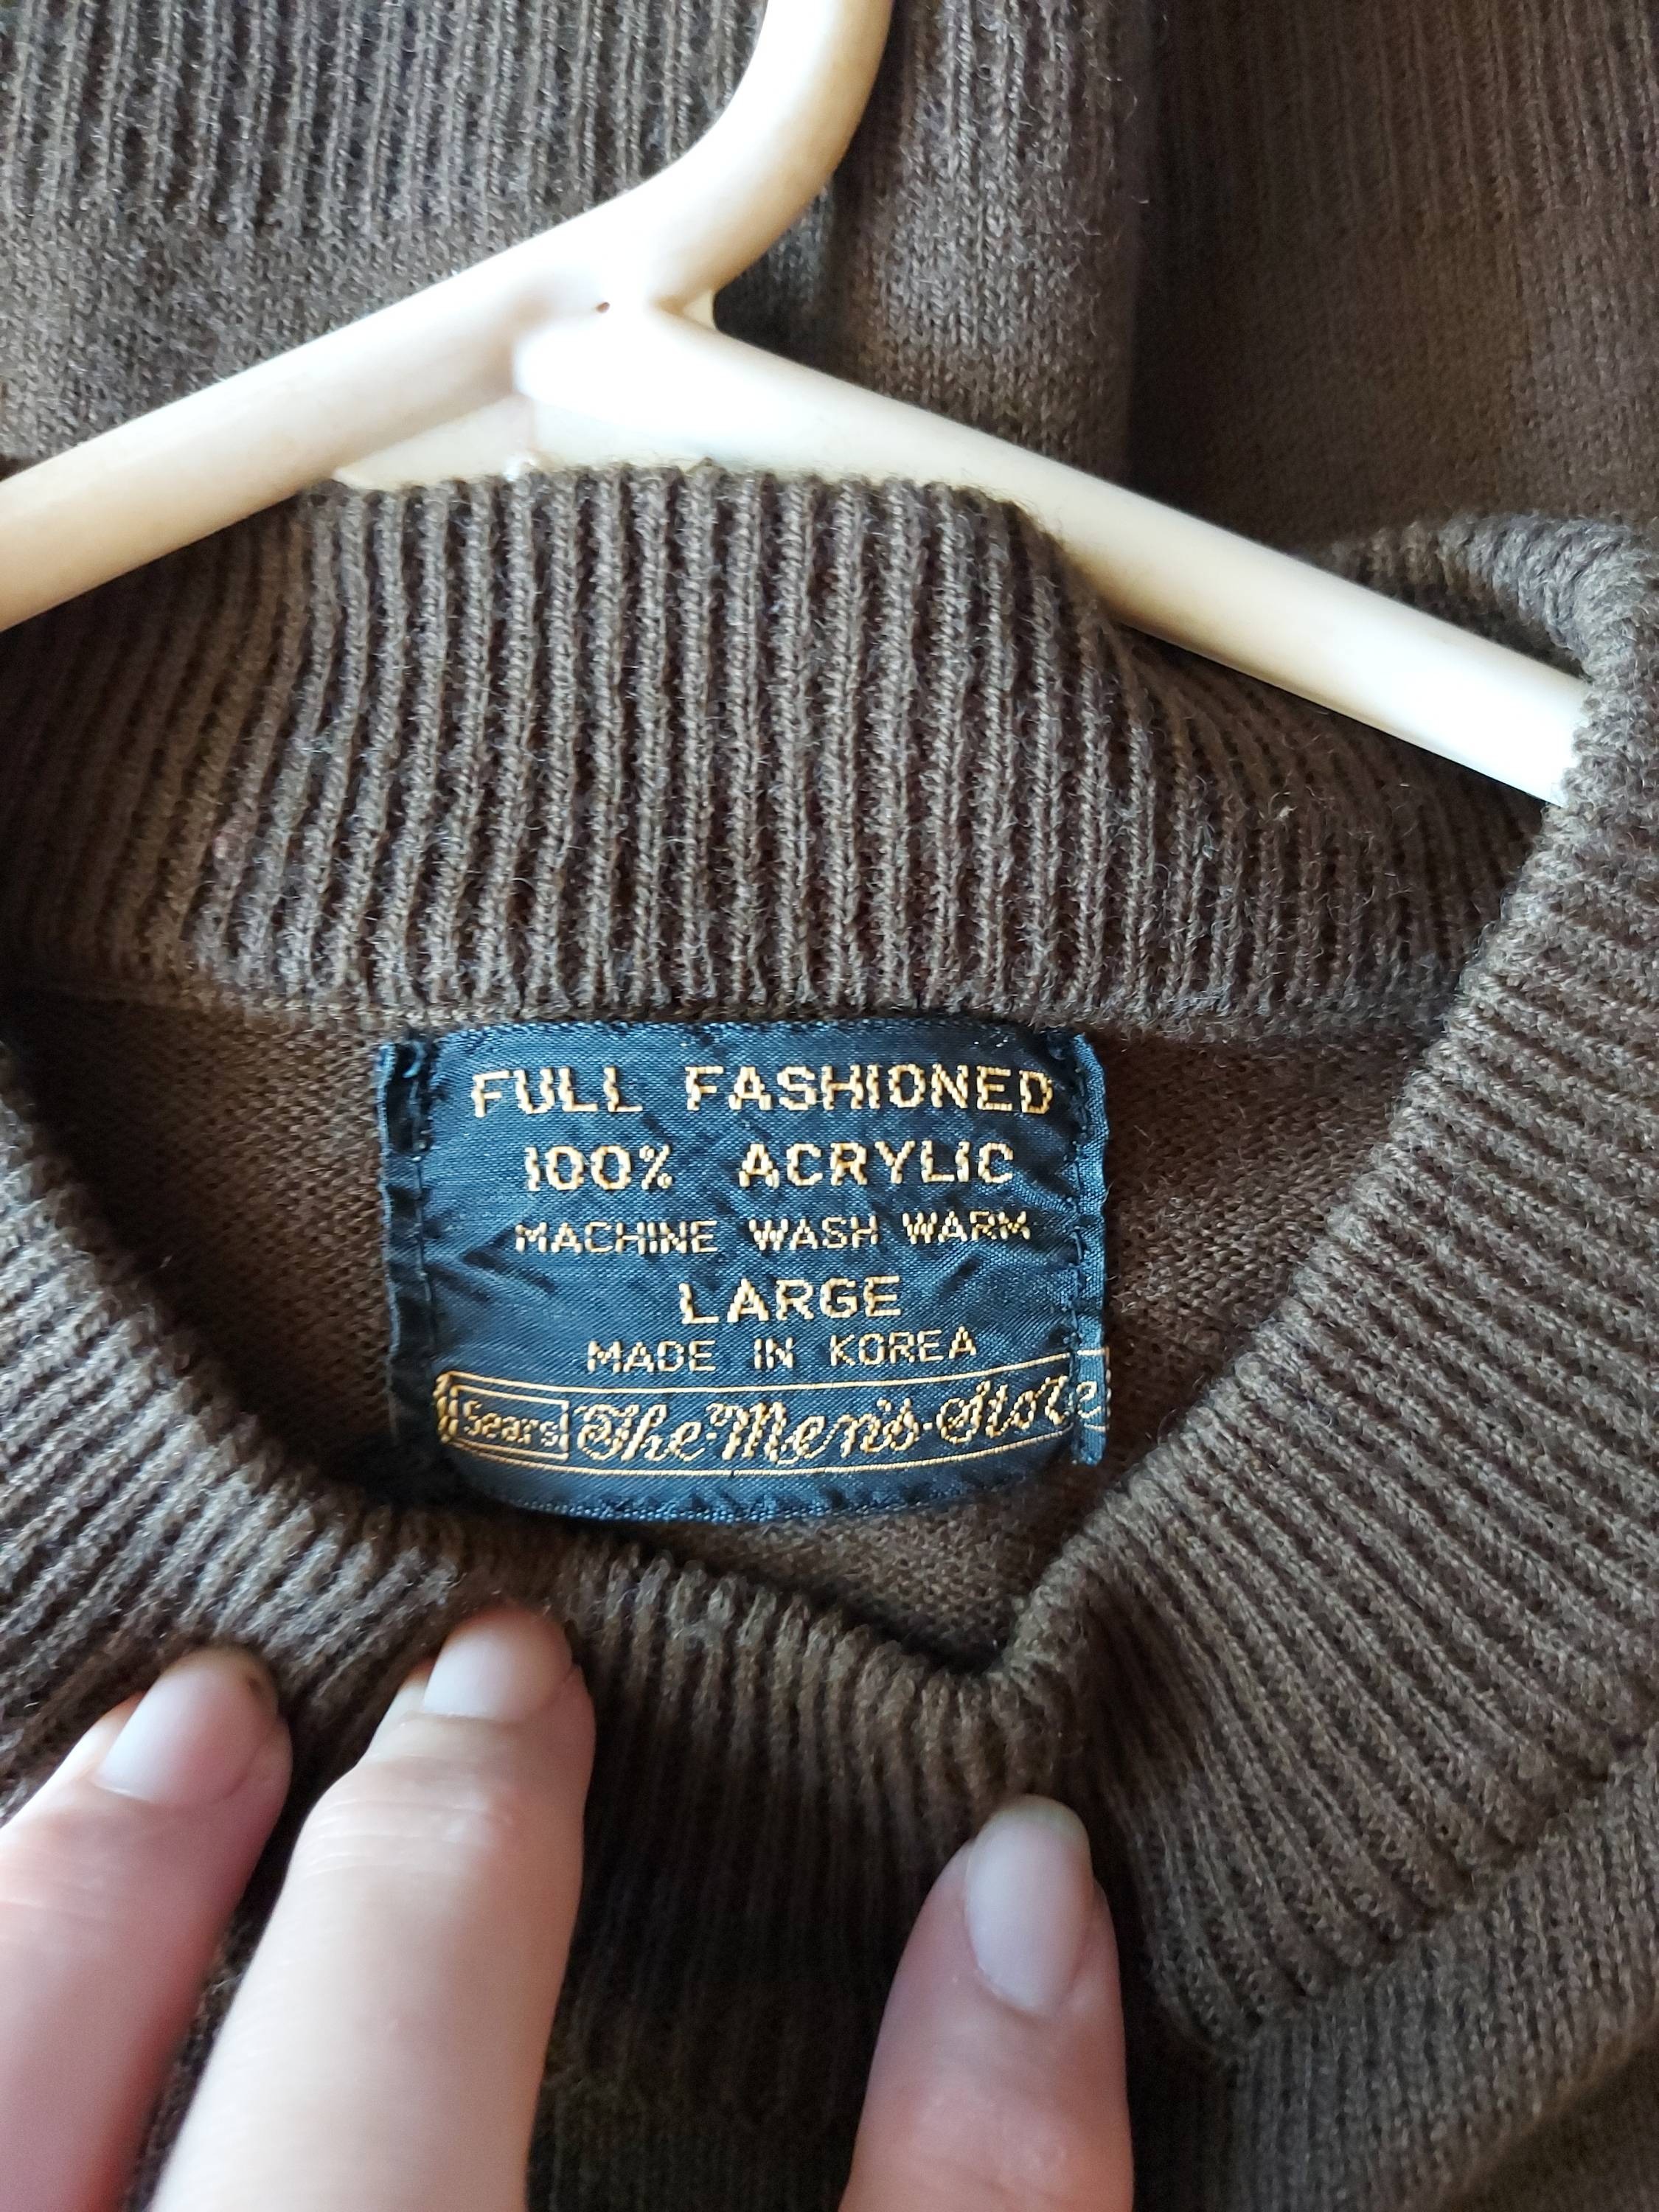 FULL FASHIONED
100% ACRYLIC
MACHINE WASH WARM
LARGE
MADE IN KOREA
Sears The Men's Store